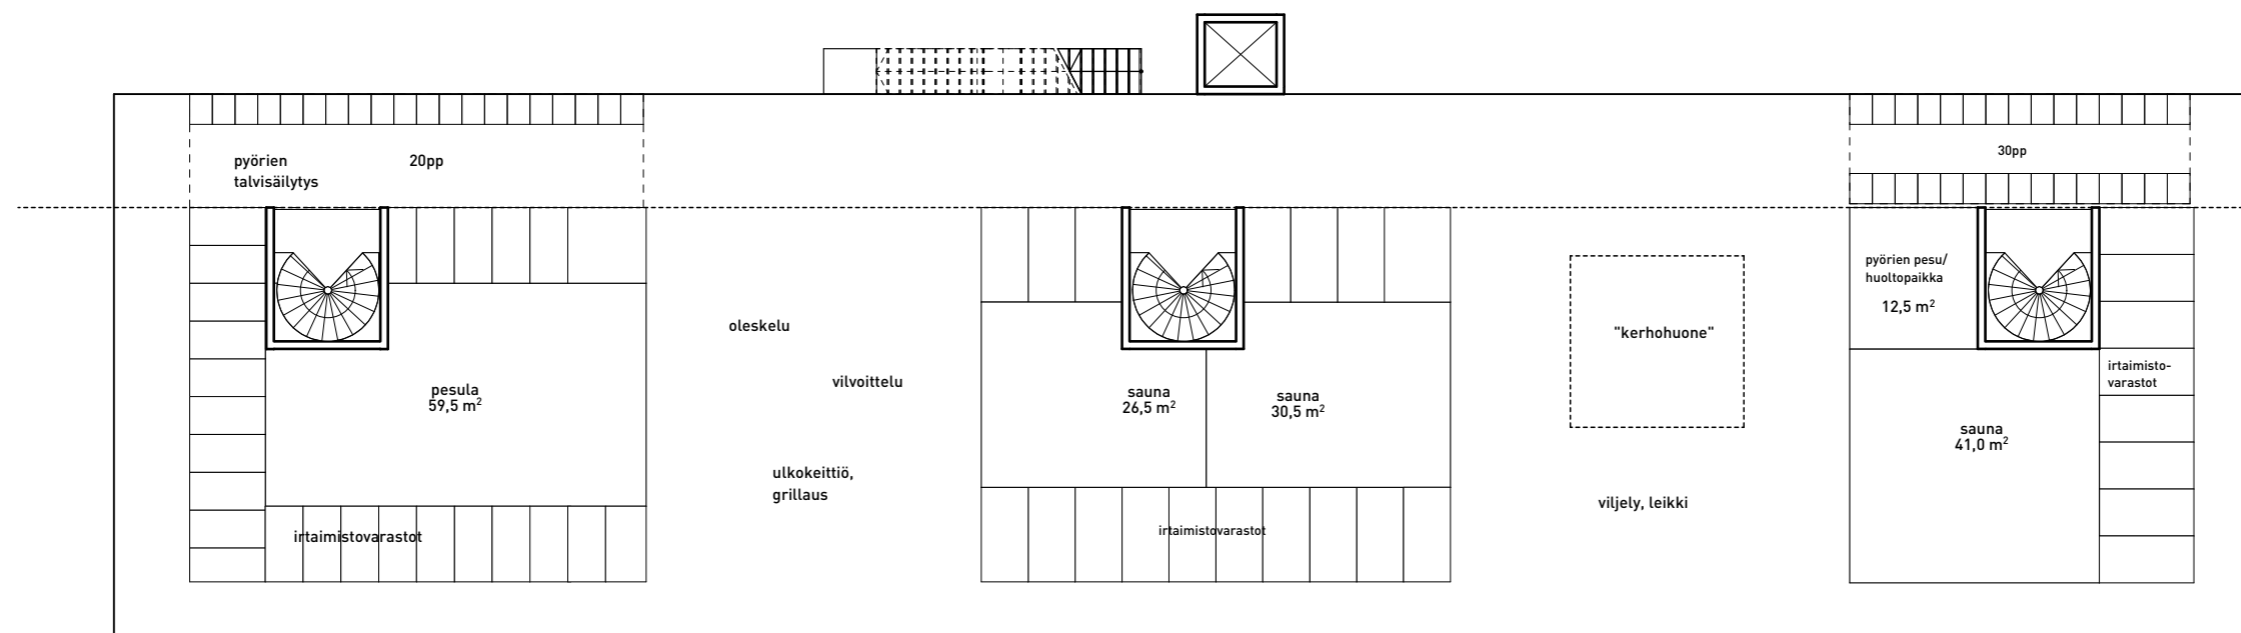 pyörien
talvisäilytys
20pp
30pp
pyörien pesu/
huoltopaikka
12,5 m²
oleskelu
"kerhohuone"
vilvoittelu
pesula
59,5 m²
sauna
26,5 m²
sauna
30,5 m²
irtaimisto-
varastot
sauna
41,0 m²
ulkokeittiö,
grillaus
viljely, leikki
irtaimistovarastot
irtaimistovarastot